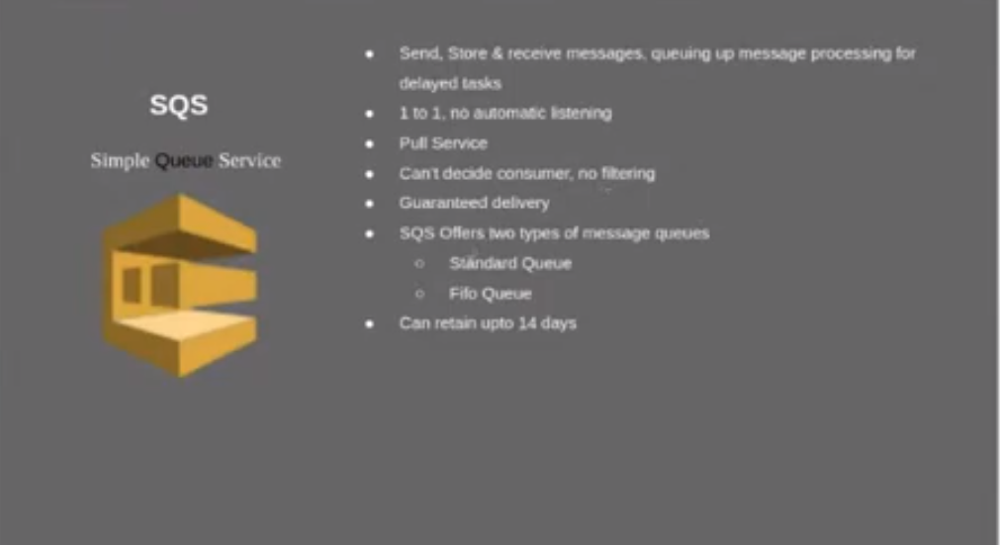 SQS
Simple Queue Service
● Send, Store & receive messages, queuing up message processing for
delayed tasks
● 1 to 1, no automatic listening
● Pull Service
● Can't decide consumer, no filtering
● Guaranteed delivery
● SQS Offers two types of message queues
○ Standard Queue
○ Fifo Queue
● Can retain upto 14 days